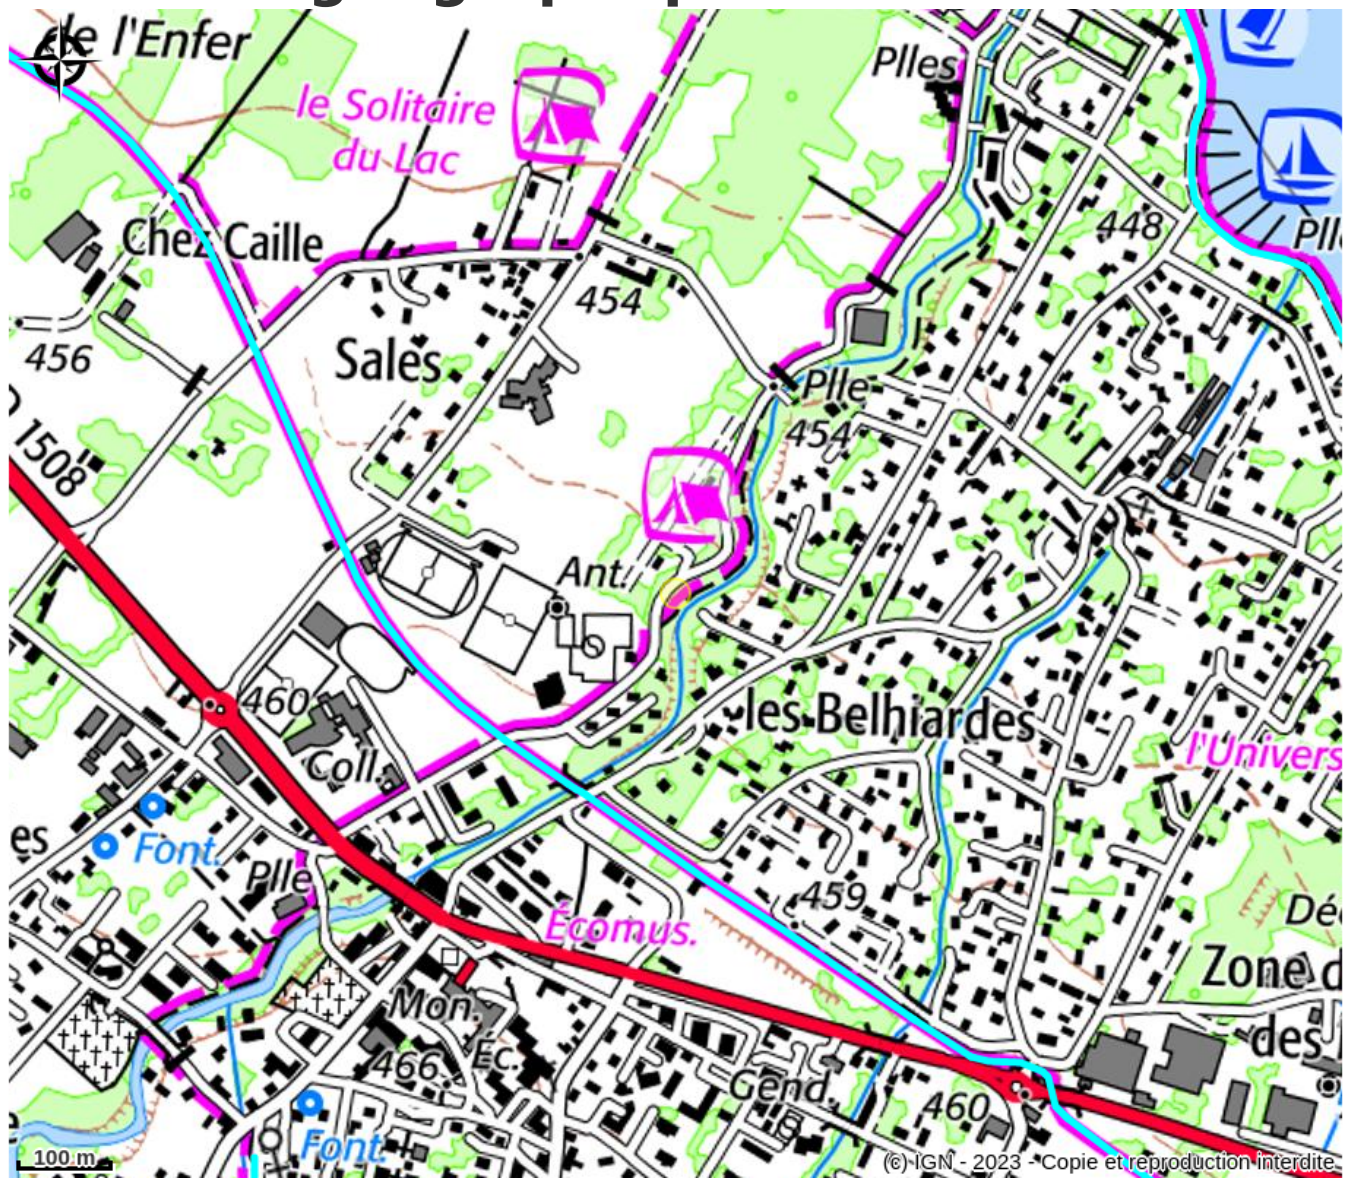 de l'Enfer
le Solitaire
du Lac
Plles
448
Chez Caille
454
456
Sales
Plle
454
D 1508
Ant.
460
les Belhiardes
l'Univers
Coll.
es
Font.
Plle
459
Écomus.
Zone d
des
Mon.
Éc.
466
Gend.
460
Font.
100 m
(c) IGN - 2023 - Copie et reproduction interdite